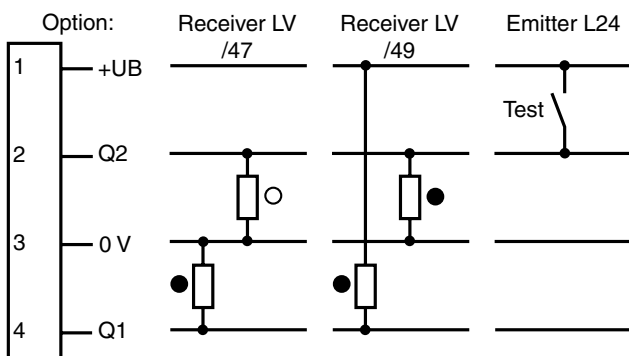 Option:
Receiver LV
/47
Receiver LV
/49
Emitter L24
1
+UB
Test
2
Q2
3
0 V
4
Q1